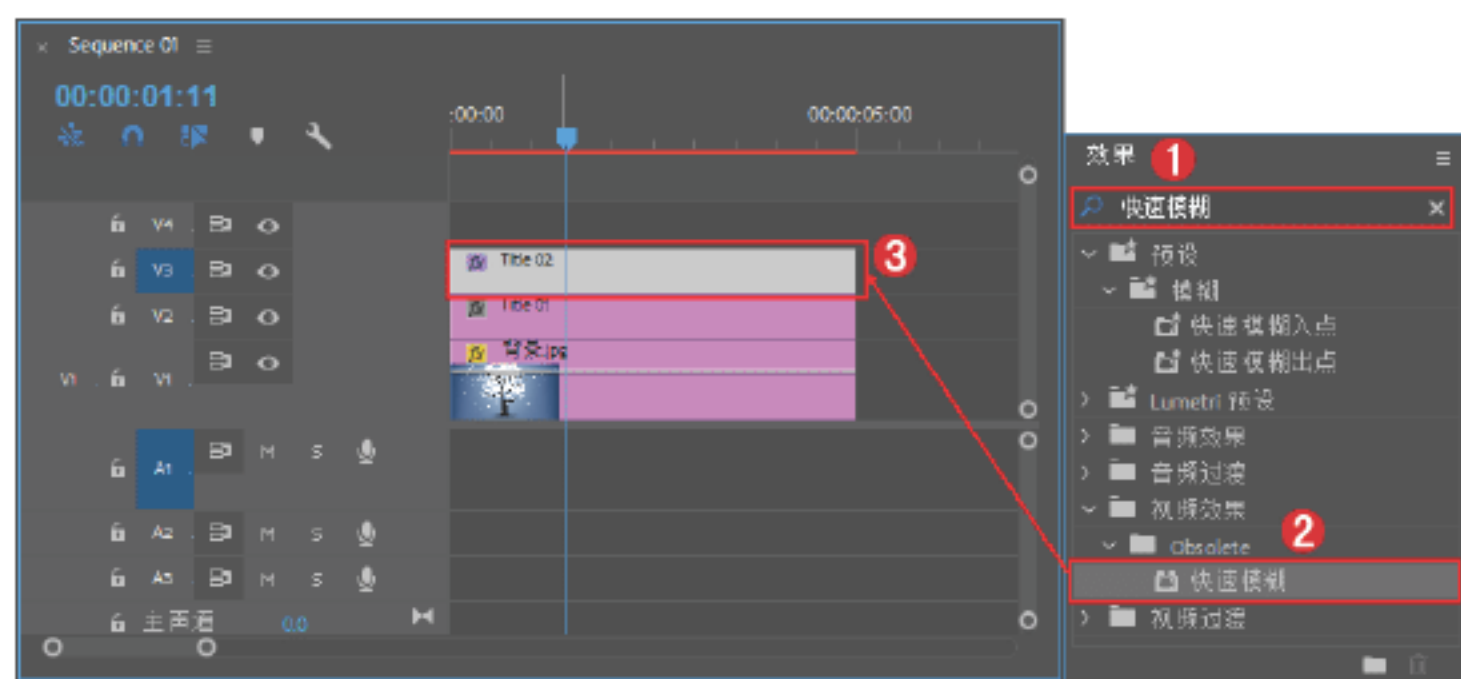 × Sequence 01 ≡
00:00:01:11
:00:00 00:00:05:00
V4
V3
Title 02
V2
Title 01
背景.jpg
V1 V1
A1 M S
A2 M S
A3 M S
主声道 0.0
效果 1
快速模糊 ×
预设
模糊
快速模糊入点
快速模糊出点
Lumetri 预设
音频效果
音频过渡
视频效果
Obsolete 2
快速模糊
视频过渡
3